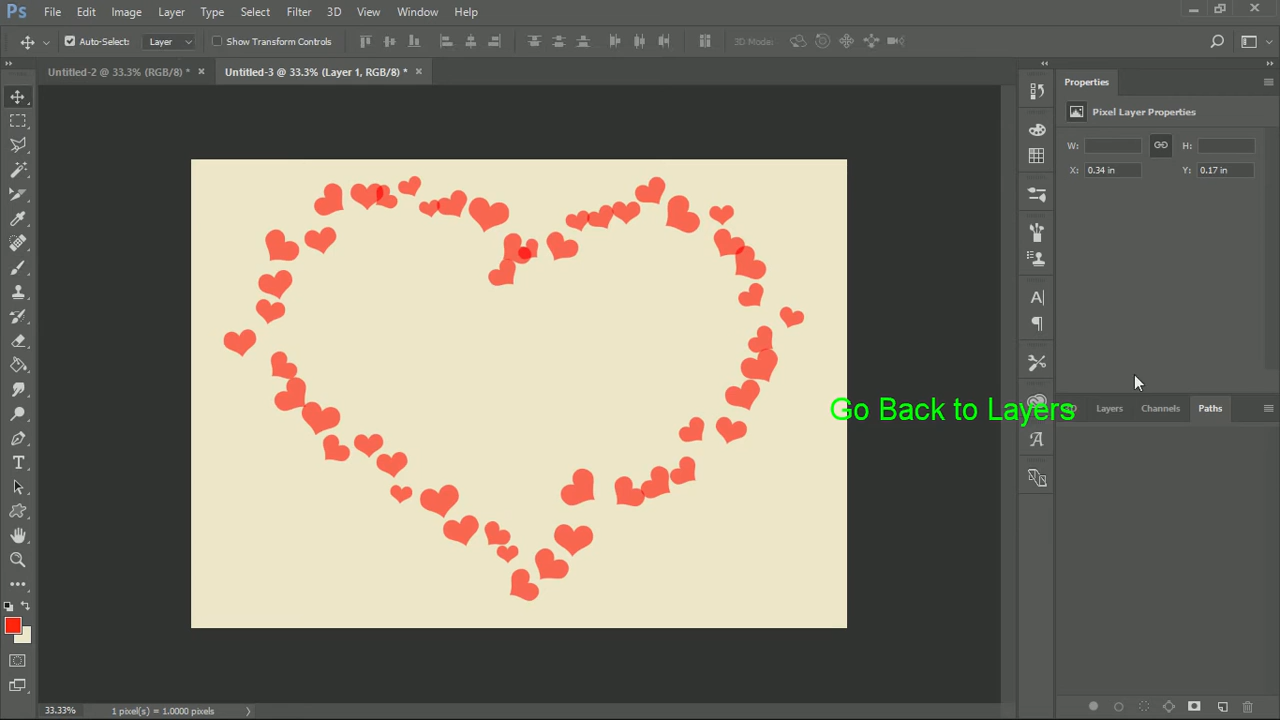 Ps File Edit Image Layer Type Select Filter 3D View Window Help
Auto-Select: Layer Show Transform Controls 3D Mode:
Untitled-2 @ 33.3% (RGB/8) * × Untitled-3 @ 33.3% (Layer 1, RGB/8) * ×
Properties
Pixel Layer Properties
W: H:
X: 0.34 in Y: 0.17 in
3D Layers Channels Paths
Go Back to Layers
33.33% 1 pixel(s) = 1.0000 pixels